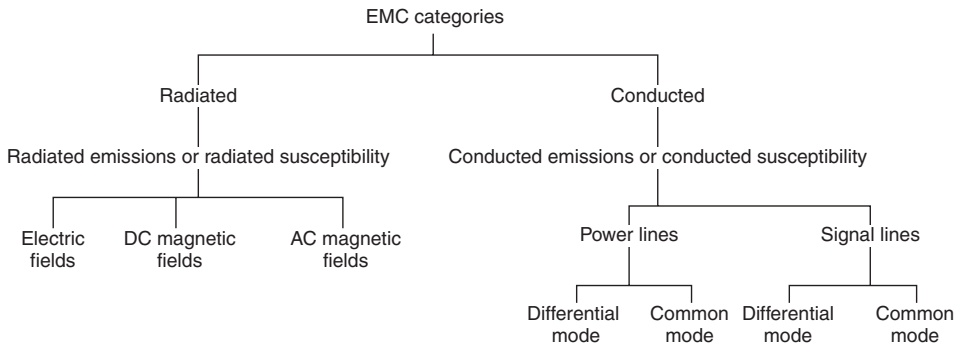 EMC categories
Radiated
Conducted
Radiated emissions or radiated susceptibility
Conducted emissions or conducted susceptibility
Electric
fields
DC magnetic
fields
AC magnetic
fields
Power lines
Signal lines
Differential
mode
Common
mode
Differential
mode
Common
mode